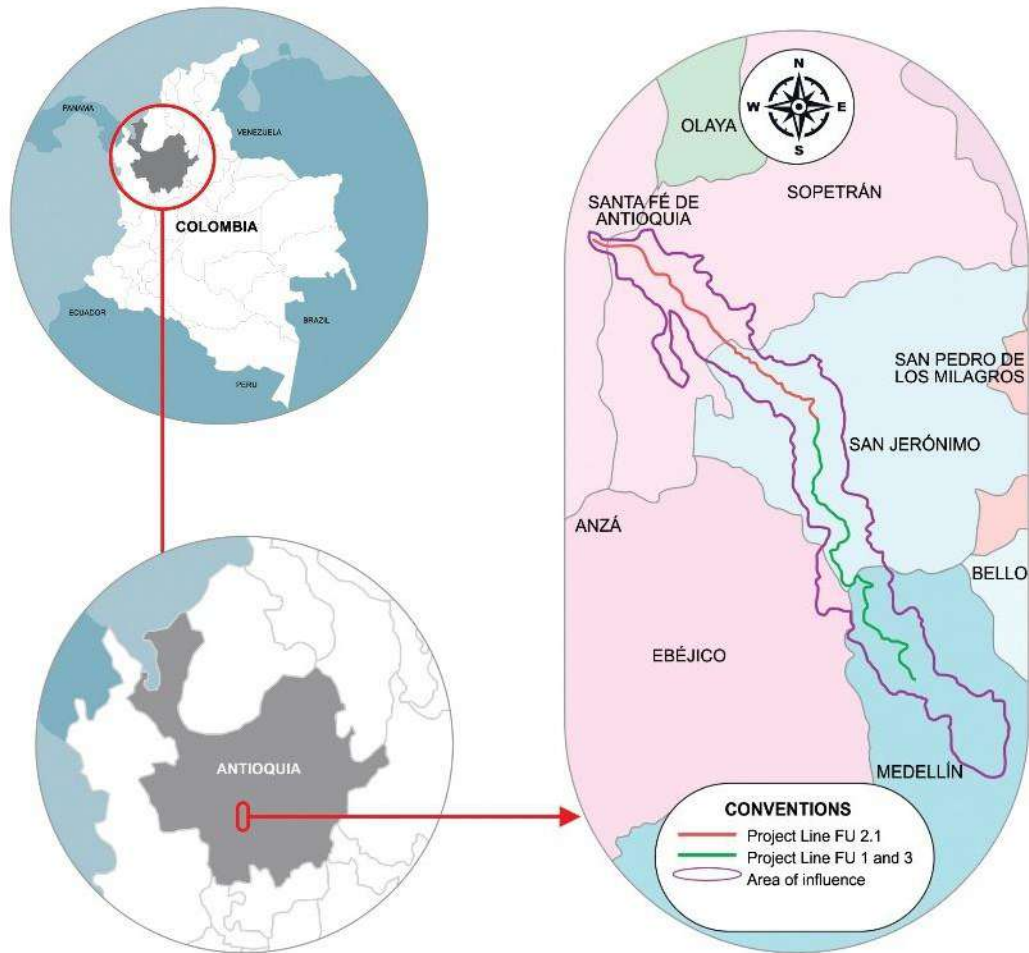 PANAMA
VENEZUELA
COLOMBIA
ECUADOR
BRAZIL
PERU
ANTIOQUIA
N
W
E
S
OLAYA
SOPETRÁN
SANTA FÉ DE
ANTIOQUIA
SAN PEDRO DE
LOS MILAGROS
SAN JERÓNIMO
ANZÁ
BELLO
EBÉJICO
MEDELLÍN
CONVENTIONS
Project Line FU 2.1
Project Line FU 1 and 3
Area of influence